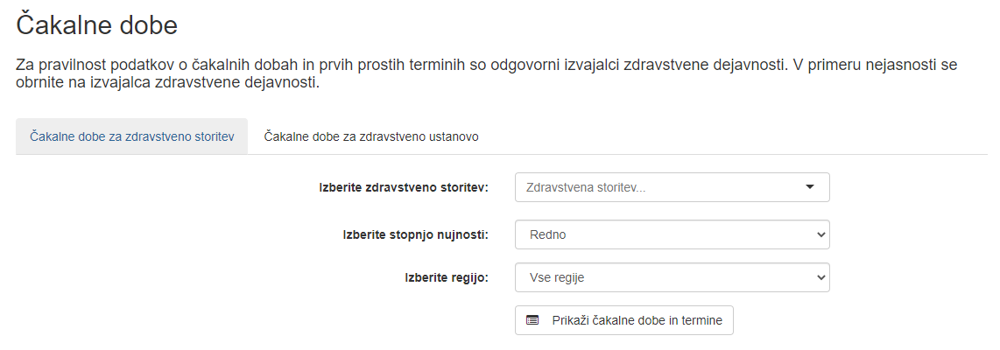 Čakalne dobe
Za pravilnost podatkov o čakalnih dobah in prvih prostih terminih so odgovorni izvajalci zdravstvene dejavnosti. V primeru nejasnosti se
obrnite na izvajalca zdravstvene dejavnosti.
Čakalne dobe za zdravstveno storitev
Čakalne dobe za zdravstveno ustanovo
Izberite zdravstveno storitev:
Zdravstvena storitev...
Izberite stopnjo nujnosti:
Redno
Izberite regijo:
Vse regije
Prikaži čakalne dobe in termine